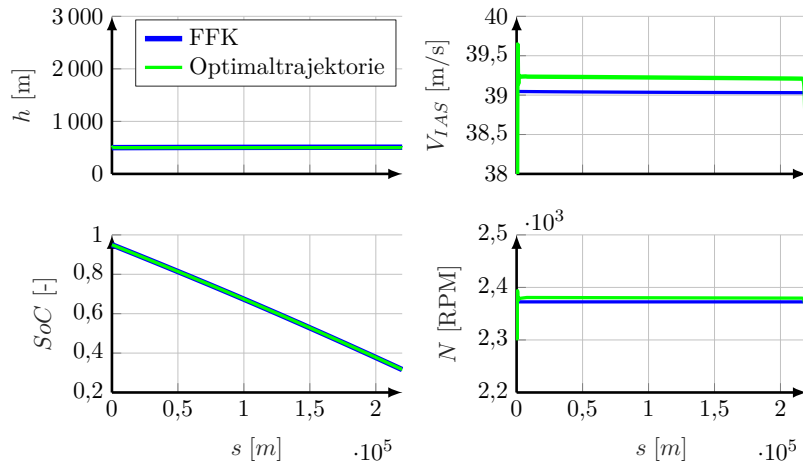 3 000
2 000
1 000
0
h [m]
FFK
Optimaltrajektorie
40
39,5
39
38,5
38
V_IAS [m/s]
1
0,8
0,6
0,4
0,2
SoC [-]
0 0,5 1 1,5 2
·10^5
s [m]
·10^3
2,5
2,4
2,3
2,2
N [RPM]
0 0,5 1 1,5 2
·10^5
s [m]